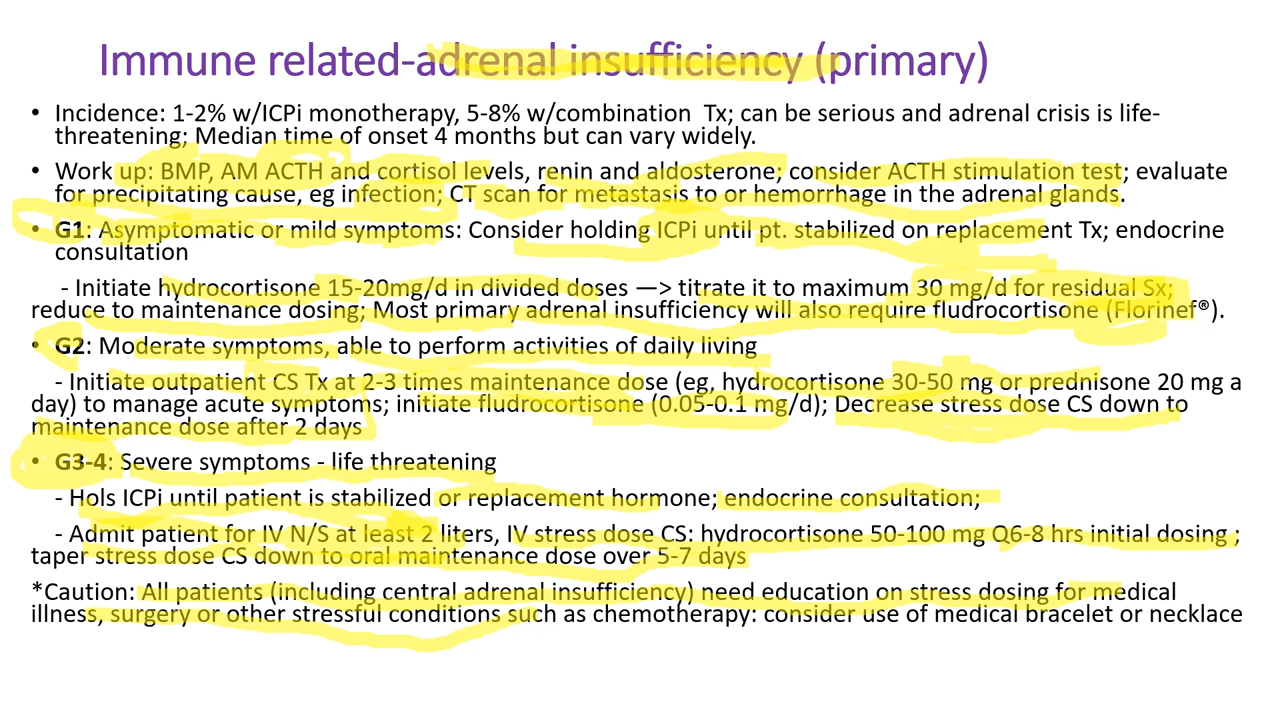 Immune related-adrenal insufficiency (primary)
• Incidence: 1-2% w/ICPi monotherapy, 5-8% w/combination Tx; can be serious and adrenal crisis is life-
threatening; Median time of onset 4 months but can vary widely.
• Work up: BMP, AM ACTH and cortisol levels, renin and aldosterone; consider ACTH stimulation test; evaluate
for precipitating cause, eg infection; CT scan for metastasis to or hemorrhage in the adrenal glands.
• G1: Asymptomatic or mild symptoms: Consider holding ICPi until pt. stabilized on replacement Tx; endocrine
consultation
- Initiate hydrocortisone 15-20mg/d in divided doses —> titrate it to maximum 30 mg/d for residual Sx;
reduce to maintenance dosing; Most primary adrenal insufficiency will also require fludrocortisone (Florinef®).
• G2: Moderate symptoms, able to perform activities of daily living
- Initiate outpatient CS Tx at 2-3 times maintenance dose (eg, hydrocortisone 30-50 mg or prednisone 20 mg a
day) to manage acute symptoms; initiate fludrocortisone (0.05-0.1 mg/d); Decrease stress dose CS down to
maintenance dose after 2 days
• G3-4: Severe symptoms - life threatening
- Hols ICPi until patient is stabilized or replacement hormone; endocrine consultation;
- Admit patient for IV N/S at least 2 liters, IV stress dose CS: hydrocortisone 50-100 mg Q6-8 hrs initial dosing ;
taper stress dose CS down to oral maintenance dose over 5-7 days
*Caution: All patients (including central adrenal insufficiency) need education on stress dosing for medical
illness, surgery or other stressful conditions such as chemotherapy: consider use of medical bracelet or necklace